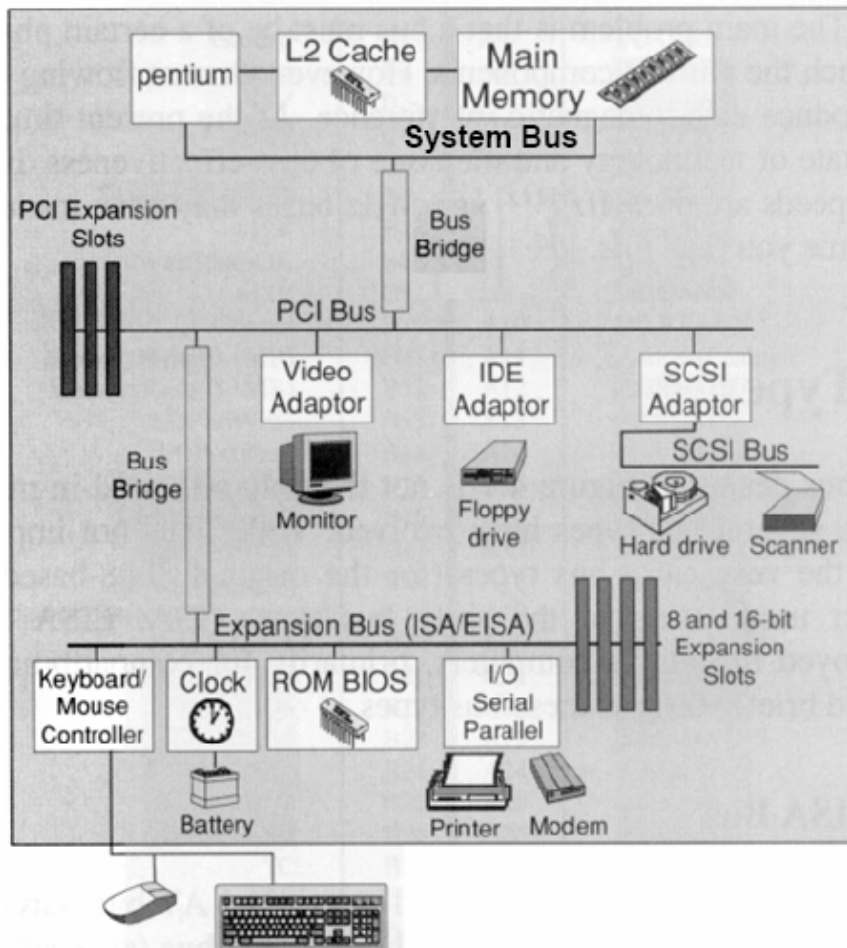 pentium
L2 Cache
Main
Memory
System Bus
PCI Expansion
Slots
Bus
Bridge
PCI Bus
Video
Adaptor
IDE
Adaptor
SCSI
Adaptor
SCSI Bus
Bus
Bridge
Monitor
Floppy
drive
Hard drive
Scanner
Expansion Bus (ISA/EISA)
8 and 16-bit
Expansion
Slots
Keyboard/
Mouse
Controller
Clock
ROM BIOS
I/O
Serial
Parallel
Battery
Printer
Modem